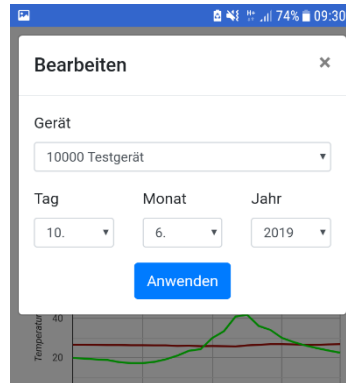 74% 09:30
Bearbeiten ×
Gerät
10000 Testgerät
Tag Monat Jahr
10. 6. 2019
Anwenden
40
20